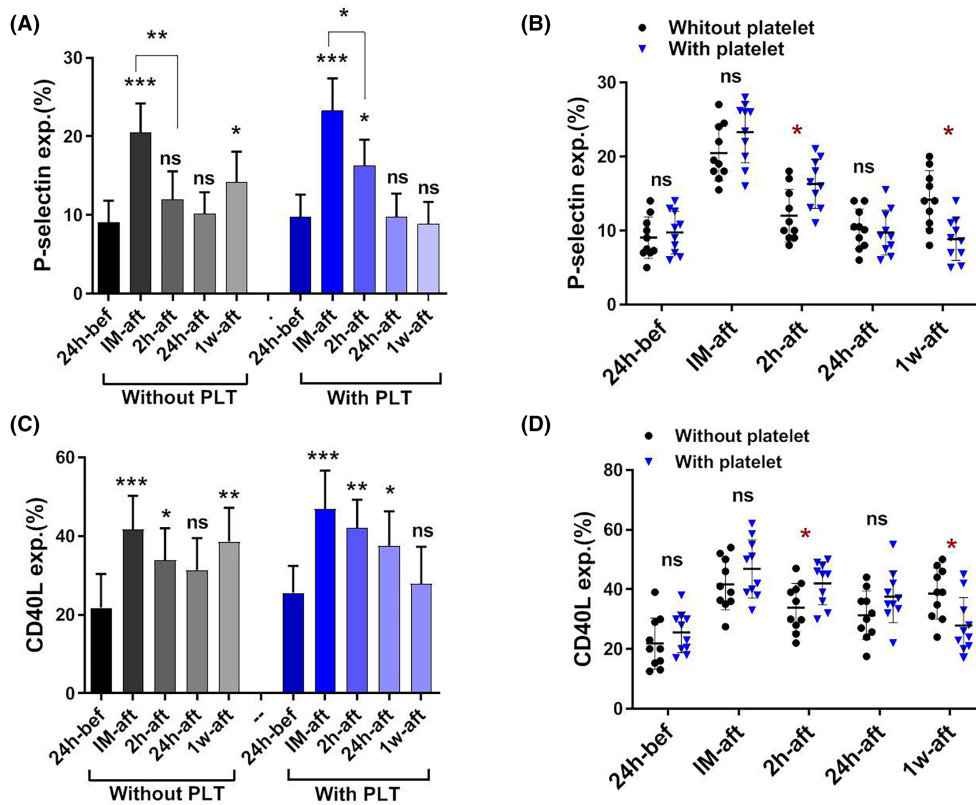 (A)
**
*
***
ns
ns
*
***
*
ns
ns
P-selectin exp.(%)
30
20
10
0
24h-bef
IM-aft
2h-aft
24h-aft
1w-aft
.
24h-bef
IM-aft
2h-aft
24h-aft
1w-aft
Without PLT
With PLT
(B)
Whitout platelet
With platelet
ns
ns
*
ns
*
P-selectin exp.(%)
30
20
10
0
24h-bef
IM-aft
2h-aft
24h-aft
1w-aft
(C)
***
*
ns
**
***
**
*
ns
CD40L exp.(%)
60
40
20
0
24h-bef
IM-aft
2h-aft
24h-aft
1w-aft
--
24h-bef
IM-aft
2h-aft
24h-aft
1w-aft
Without PLT
With PLT
(D)
Without platelet
With platelet
ns
ns
*
ns
*
CD40L exp.(%)
80
60
40
20
0
24h-bef
IM-aft
2h-aft
24h-aft
1w-aft